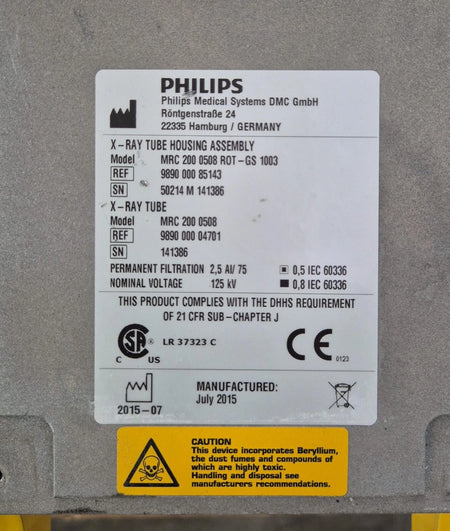 PHILIPS
Philips Medical Systems DMC GmbH
Röntgenstraße 24
22335 Hamburg / GERMANY
X-RAY TUBE HOUSING ASSEMBLY
Model MRC 200 0508 ROT-GS 1003
REF 9890 000 85143
SN 50214 M 141386
X-RAY TUBE
Model MRC 200 0508
REF 9890 000 04701
SN 141386
PERMANENT FILTRATION 2,5 Al/ 75 0,5 IEC 60336
NOMINAL VOLTAGE 125 kV 0,8 IEC 60336
THIS PRODUCT COMPLIES WITH THE DHHS REQUIREMENT
OF 21 CFR SUB-CHAPTER J
SA ® LR 37323 C CE 0123
C US
MANUFACTURED:
July 2015
2015-07
CAUTION
This device incorporates Beryllium,
the dust fumes and compounds of
which are highly toxic.
Handling and disposal see
manufacturers recommendations.